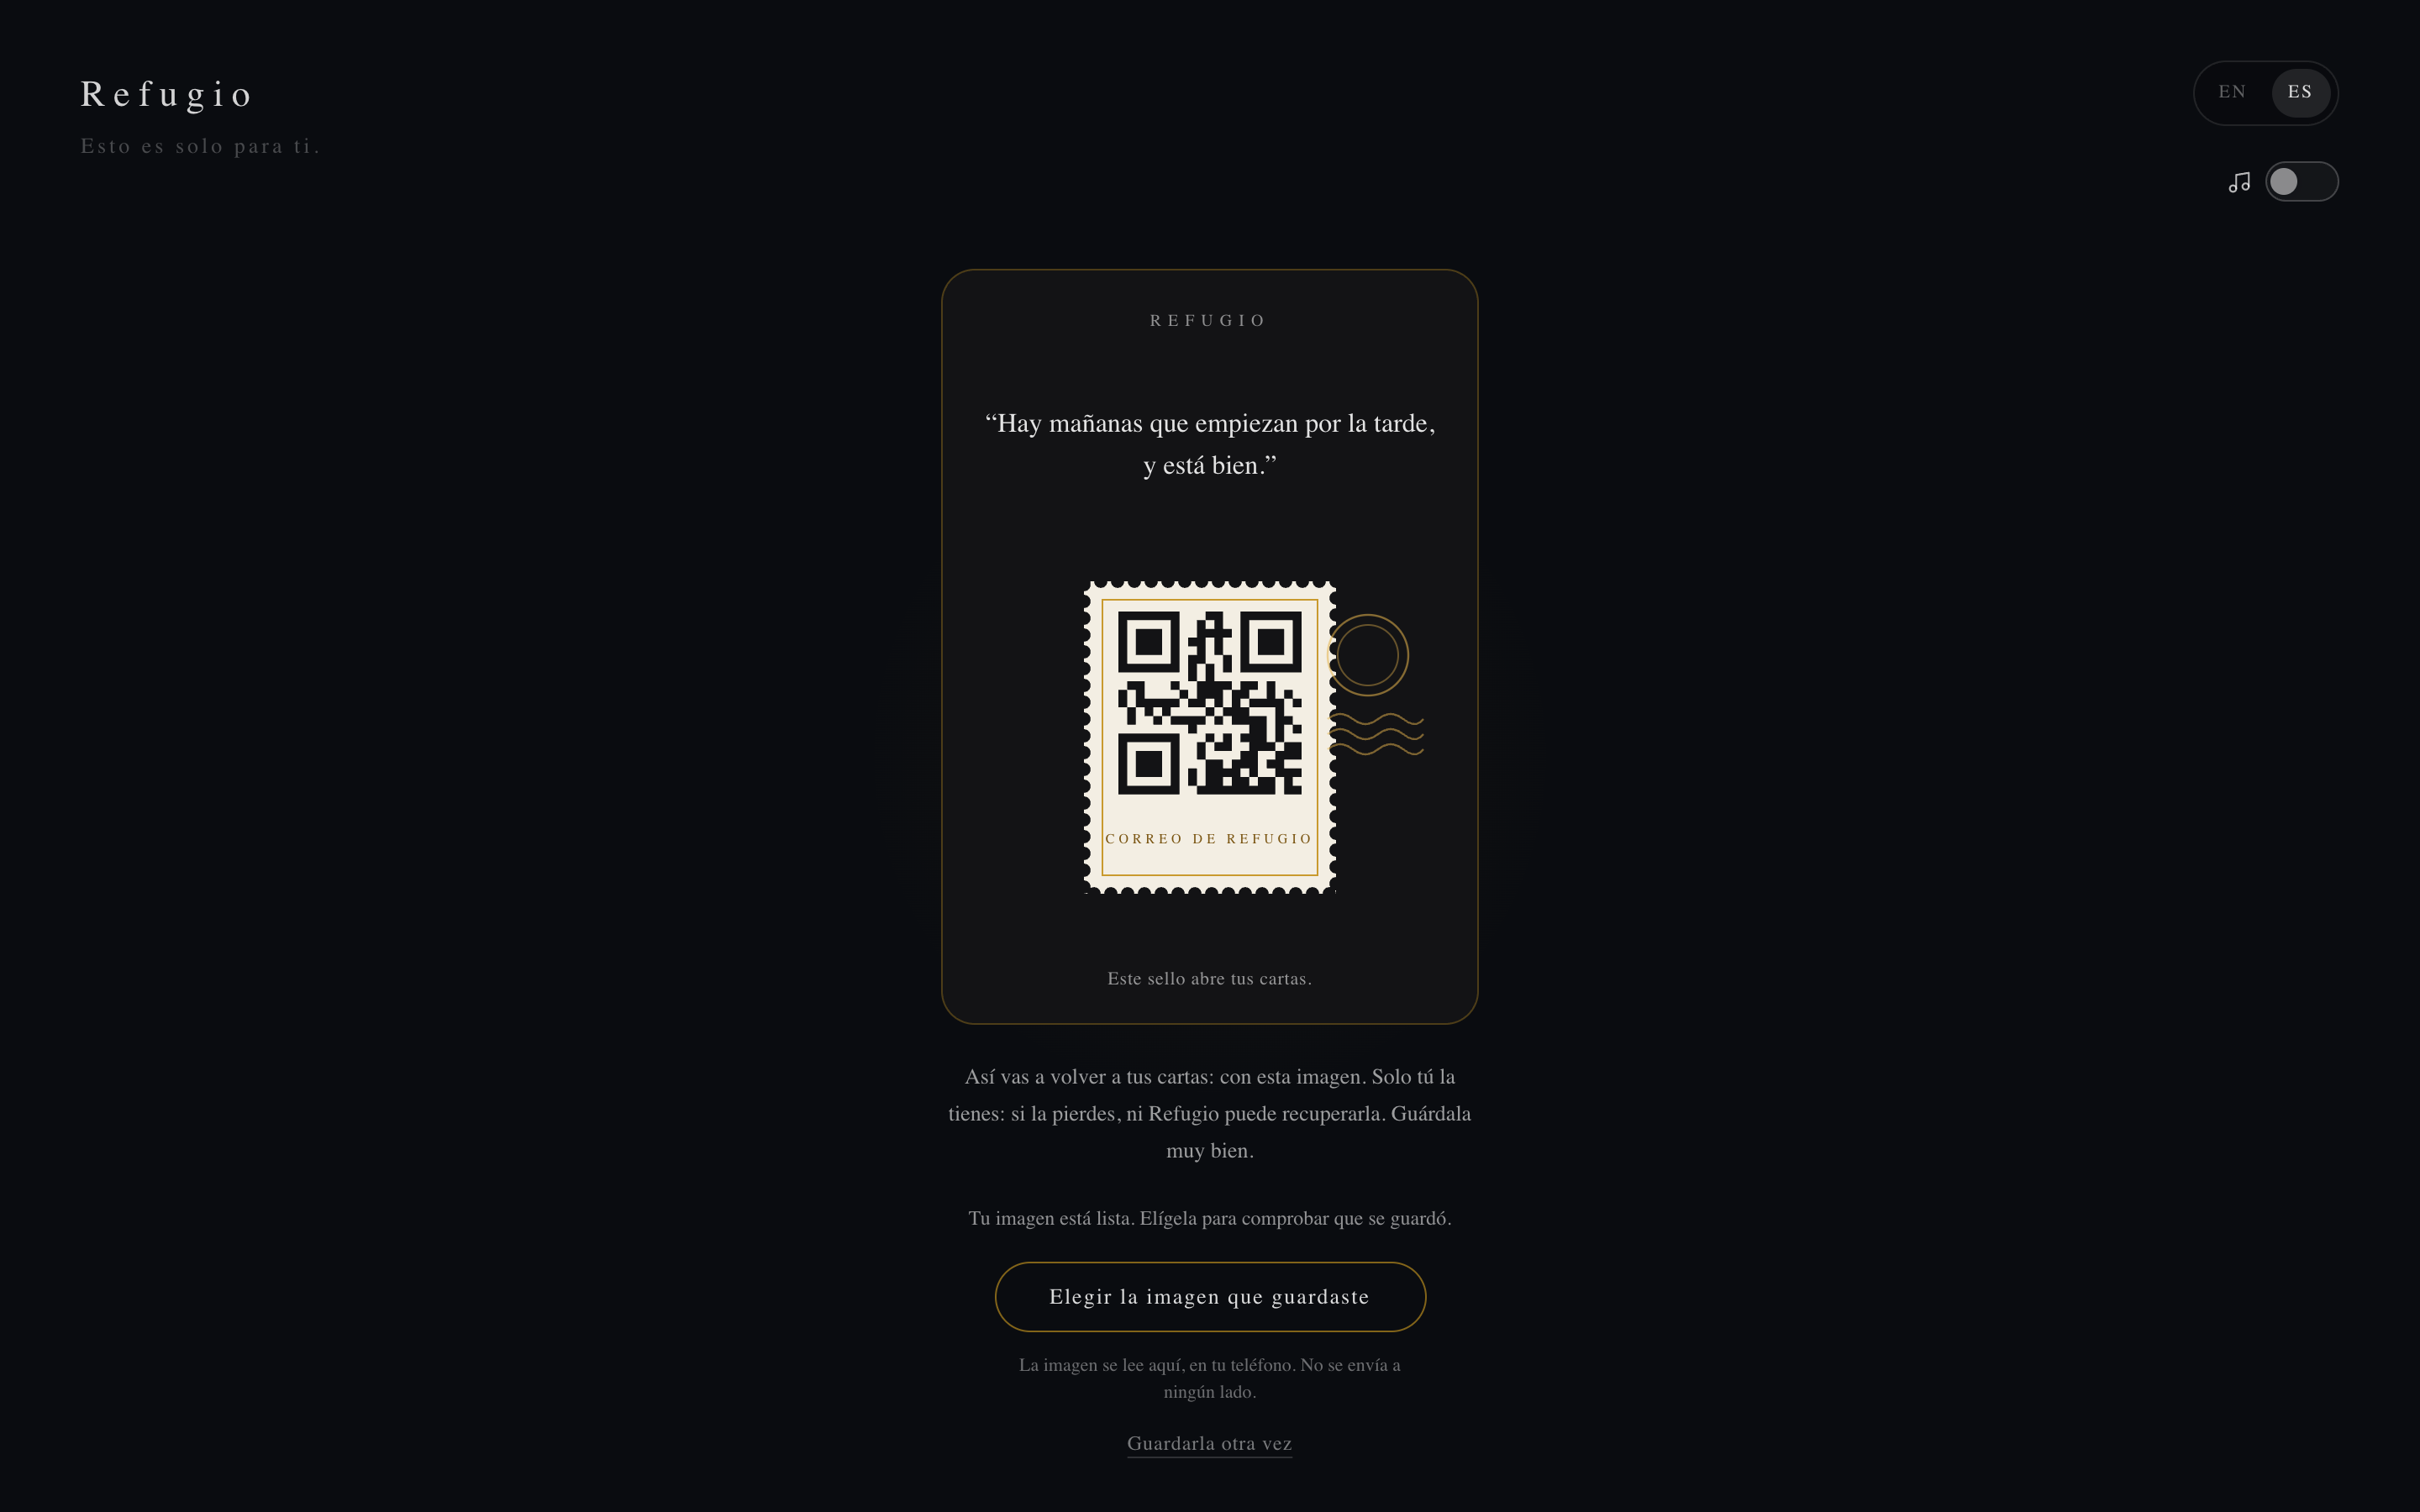 Refugio
Esto es solo para ti.
EN
ES
REFUGIO
“Hay mañanas que empiezan por la tarde,
y está bien.”
CORREO DE REFUGIO
Este sello abre tus cartas.
Así vas a volver a tus cartas: con esta imagen. Solo tú la
tienes: si la pierdes, ni Refugio puede recuperarla. Guárdala
muy bien.
Tu imagen está lista. Elígela para comprobar que se guardó.
Elegir la imagen que guardaste
La imagen se lee aquí, en tu teléfono. No se envía a
ningún lado.
Guardarla otra vez